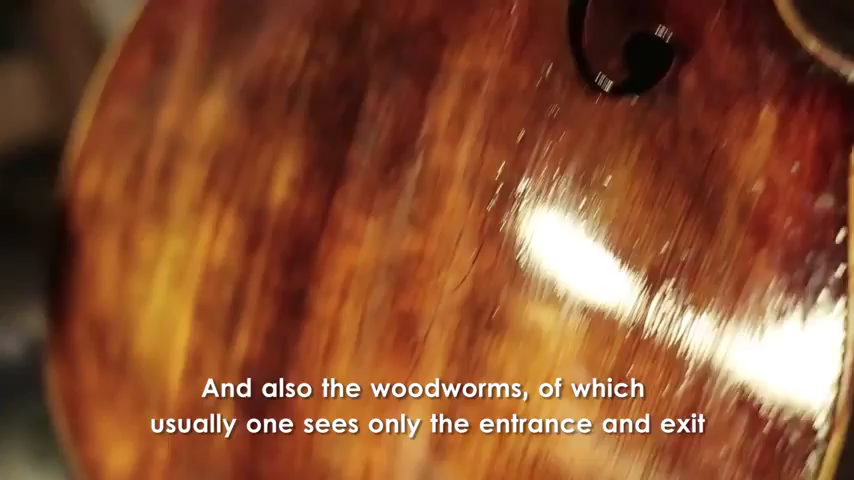 And also the woodworms, of which
usually one sees only the entrance and exit